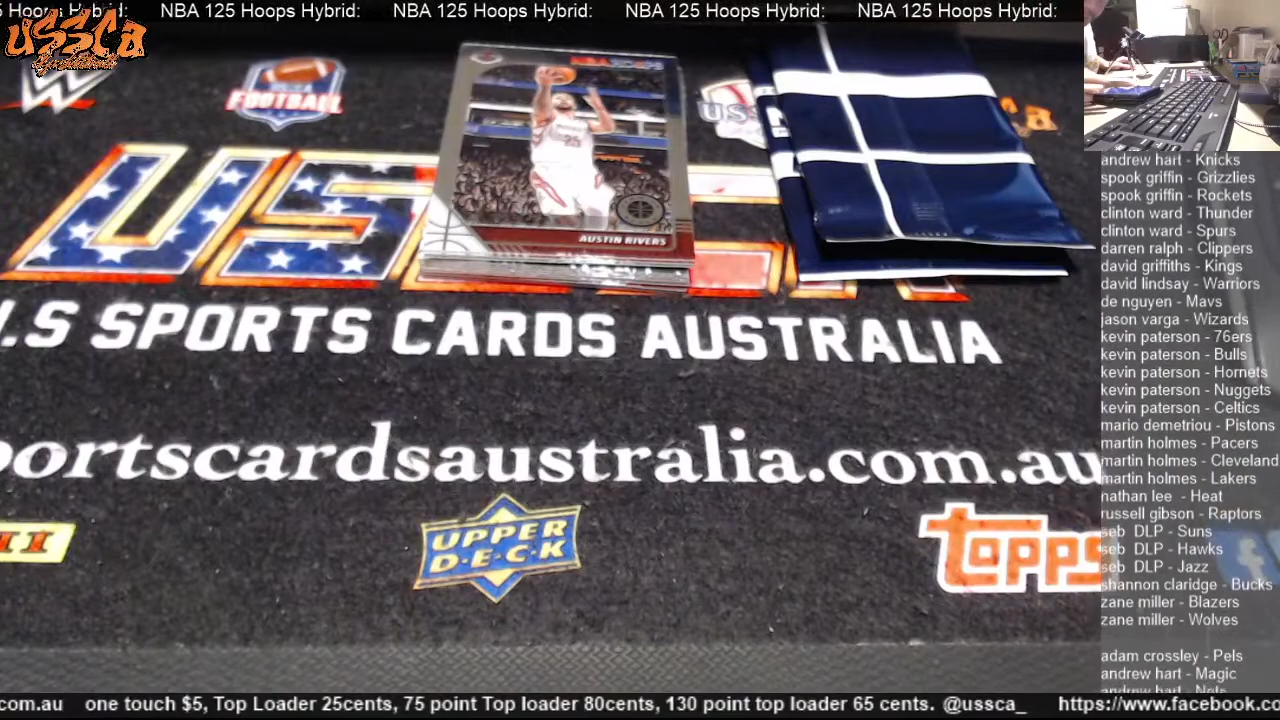 NBA 125 Hoops Hybrid: NBA 125 Hoops Hybrid: NBA 125 Hoops Hybrid: NBA 125 Hoops Hybrid:
ussca
FOOTBALL
NBA HOOPS
25
AUSTIN RIVERS
US
.S SPORTS CARDS AUSTRALIA
portscardsaustralia.com.au
UPPER
D·E·C·K
topps
andrew hart - Knicks
spook griffin - Grizzlies
spook griffin - Rockets
clinton ward - Thunder
clinton ward - Spurs
darren ralph - Clippers
david griffiths - Kings
david lindsay - Warriors
de nguyen - Mavs
jason varga - Wizards
kevin paterson - 76ers
kevin paterson - Bulls
kevin paterson - Hornets
kevin paterson - Nuggets
kevin paterson - Celtics
mario demetriou - Pistons
martin holmes - Pacers
martin holmes - Cleveland
martin holmes - Lakers
nathan lee - Heat
russell gibson - Raptors
seb DLP - Suns
seb DLP - Hawks
seb DLP - Jazz
shannon claridge - Bucks
zane miller - Blazers
zane miller - Wolves
adam crossley - Pels
andrew hart - Magic
andrew hart - Nets
.com.au one touch $5, Top Loader 25cents, 75 point Top loader 80cents, 130 point top loader 65 cents. @ussca_ https://www.facebook.co